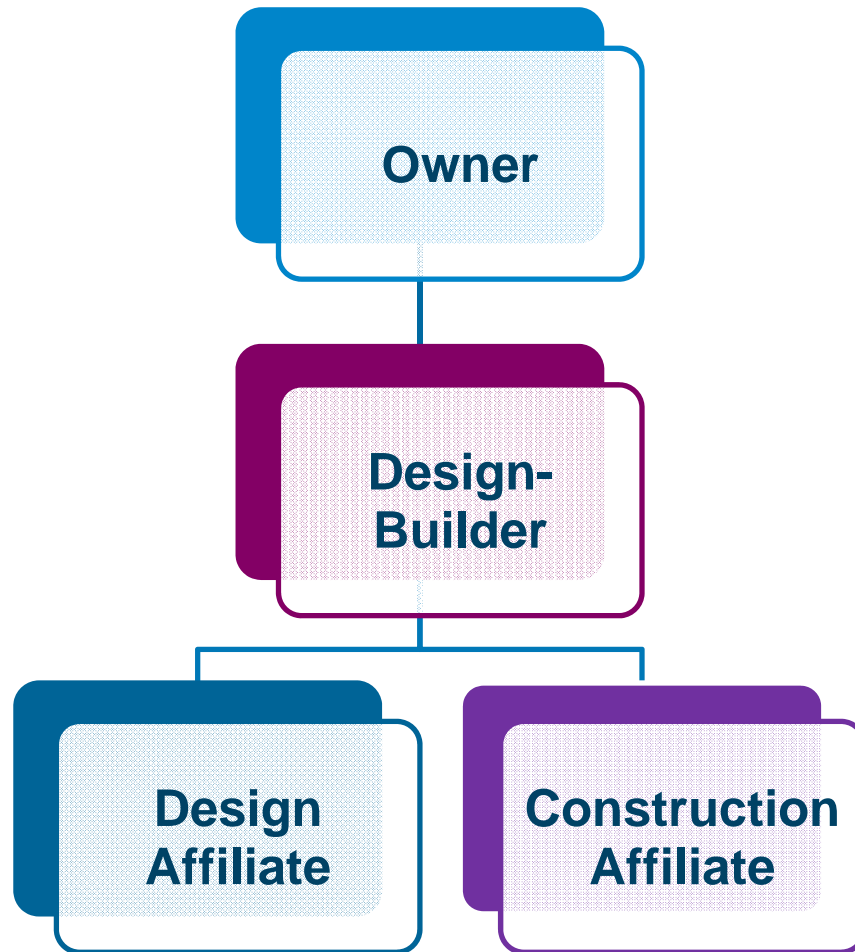 Owner
Design-
Builder
Design
Affiliate
Construction
Affiliate